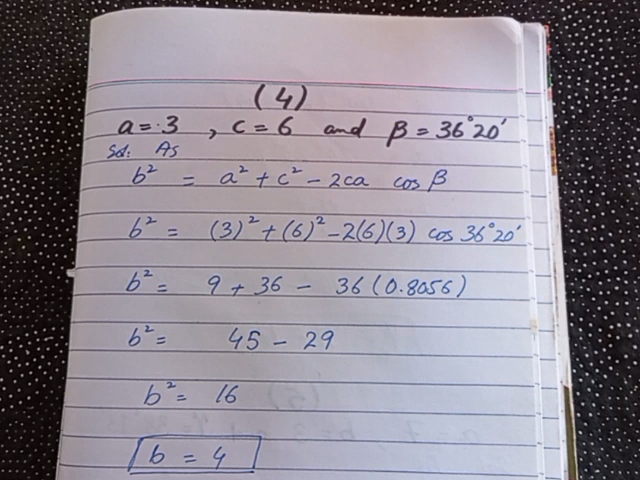 (4)
a = 3 , c = 6 and β = 36°20'
Sol: As
b² = a² + c² - 2ca cos β
b² = (3)² + (6)² - 2(6)(3) cos 36°20'
b² = 9 + 36 - 36 (0.8056)
b² = 45 - 29
b² = 16
b = 4